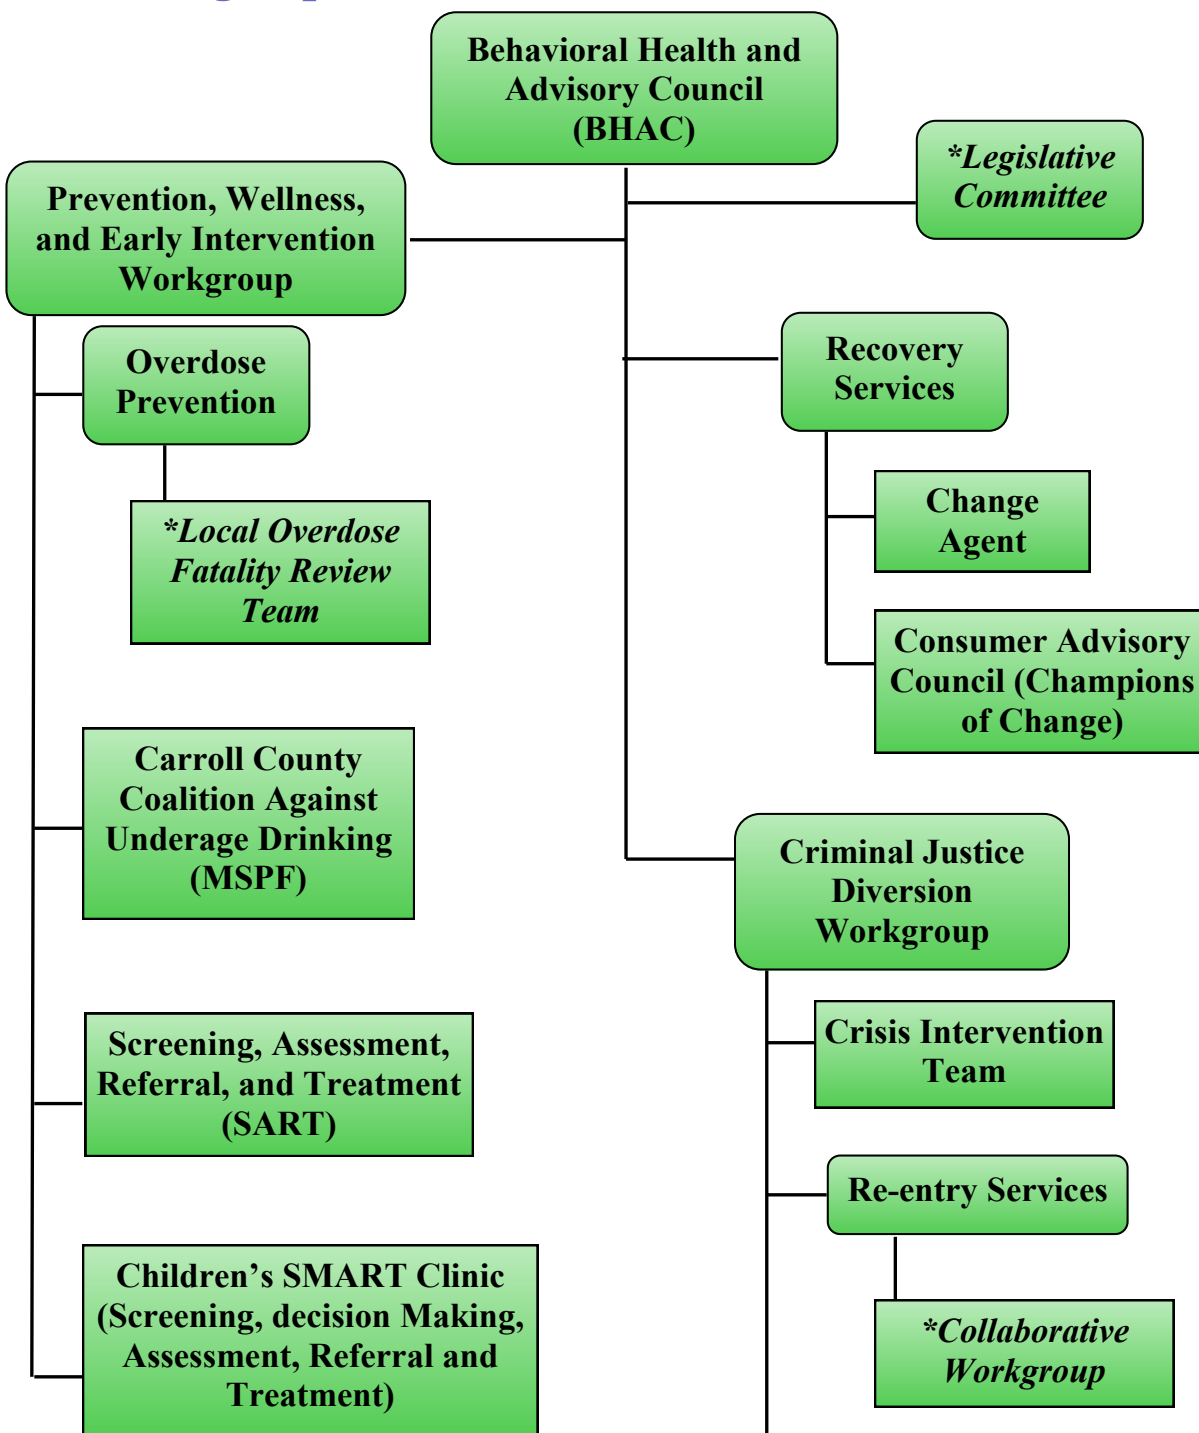 Behavioral Health and
Advisory Council
(BHAC)
*Legislative
Committee
Prevention, Wellness,
and Early Intervention
Workgroup
Overdose
Prevention
*Local Overdose
Fatality Review
Team
Recovery
Services
Change
Agent
Consumer Advisory
Council (Champions
of Change)
Carroll County
Coalition Against
Underage Drinking
(MSPF)
Criminal Justice
Diversion
Workgroup
Screening, Assessment,
Referral, and Treatment
(SART)
Crisis Intervention
Team
Re-entry Services
*Collaborative
Workgroup
Children’s SMART Clinic
(Screening, decision Making,
Assessment, Referral and
Treatment)